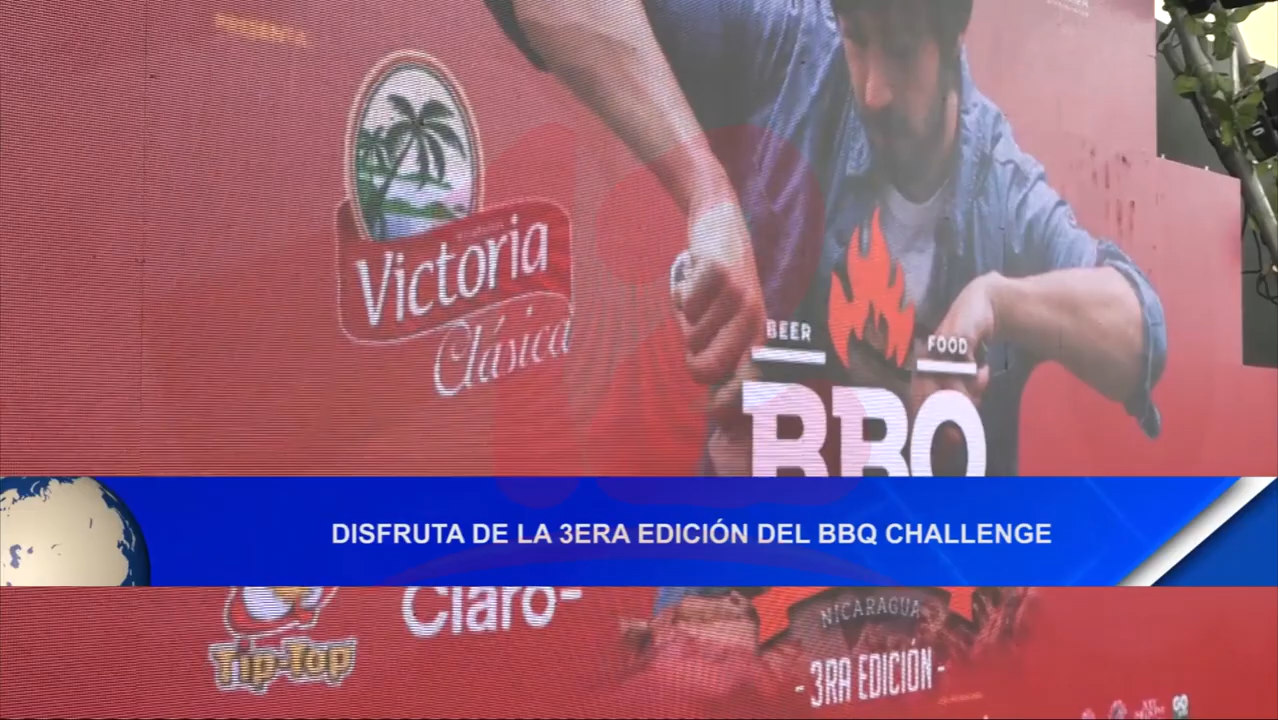 PRESENTA
Victoria
Clásica
BEER
FOOD
BBQ
DISFRUTA DE LA 3ERA EDICIÓN DEL BBQ CHALLENGE
Claro-
Tip-Top
NICARAGUA
- 3RA EDICIÓN -